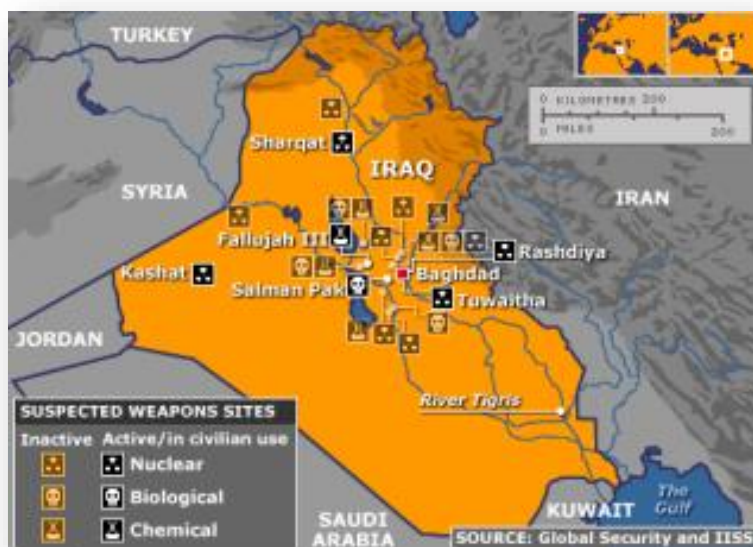 TURKEY
0 KILOMETRES 200
0 MILES 200
Sharqat
IRAQ
SYRIA
IRAN
Fallujah III
Rashdiya
Kashat
Baghdad
Salman Pak
Tuwaitha
JORDAN
River Tigris
SUSPECTED WEAPONS SITES
Inactive Active/in civilian use
Nuclear
Biological
Chemical
The
Gulf
KUWAIT
SAUDI
ARABIA
SOURCE: Global Security and IISS